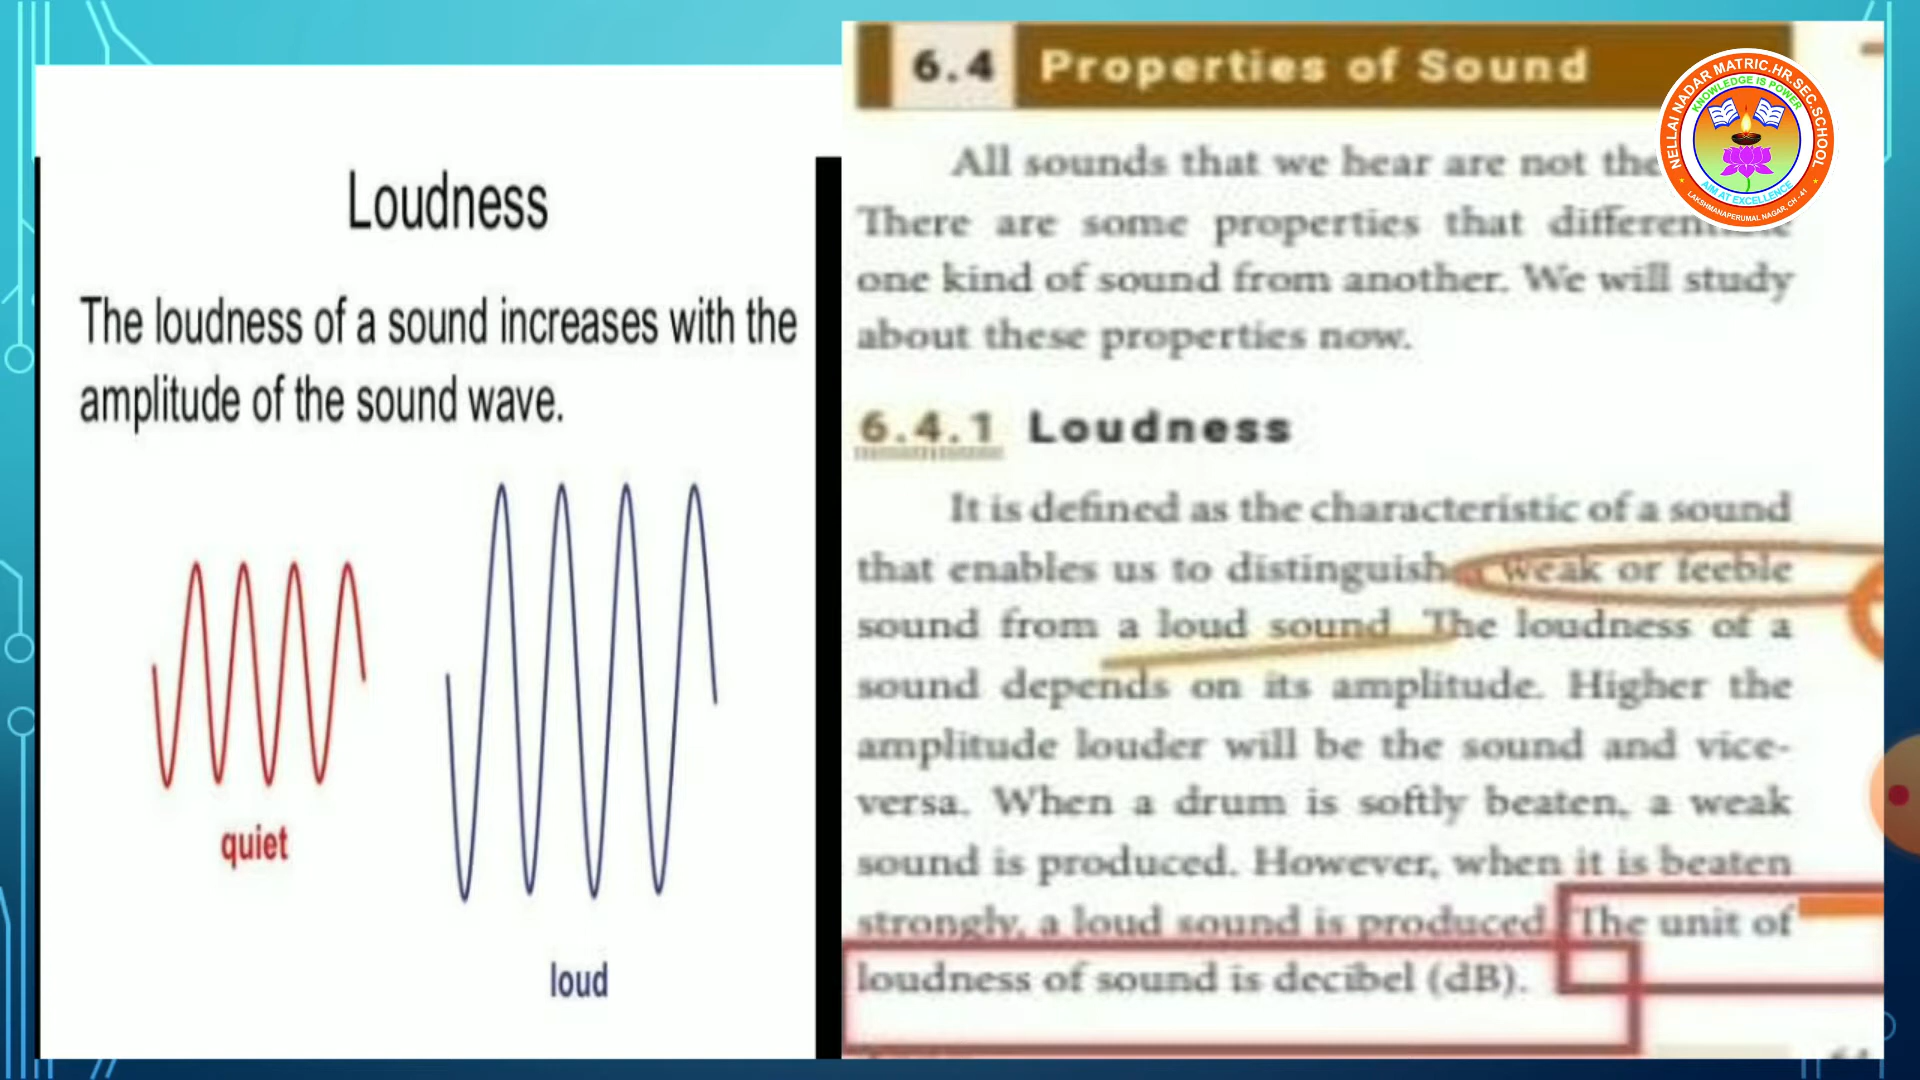 Loudness
The loudness of a sound increases with the
amplitude of the sound wave.
quiet
loud
6.4 Properties of Sound
All sounds that we hear are not the
There are some properties that
one kind of sound from another. We will study
about these properties now.
6.4.1 Loudness
It is defined as the characteristic of a sound
that enables us to distinguish a weak or feeble
sound from a loud sound. The loudness of a
sound depends on its amplitude. Higher the
amplitude louder will be the sound and vice-
versa. When a drum is softly beaten, a weak
sound is produced. However, when it is beaten
strongly, a loud sound is produced. The unit of
loudness of sound is decibel (dB).
NELLAI NADAR MATRIC.HR.SEC.SCHOOL
KNOWLEDGE IS POWER
AIM AT EXCELLENCE
LAKSHMANAPERUMAL NAGAR, CH - 41